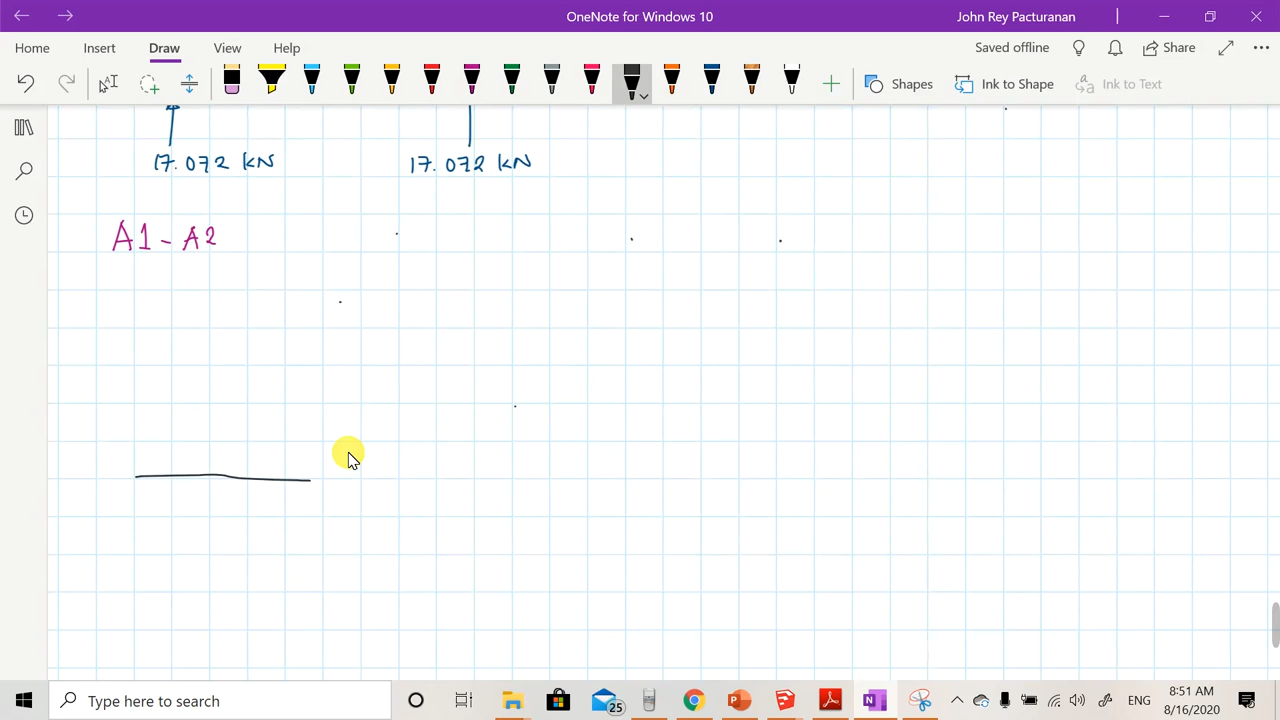 OneNote for Windows 10
John Rey Pacturanan
Home Insert Draw View Help
Saved offline
Share
Shapes
Ink to Shape
Ink to Text
17.072 kN 17.072 kN
A1 - A2
Type here to search
25
ENG
8:51 AM
8/16/2020